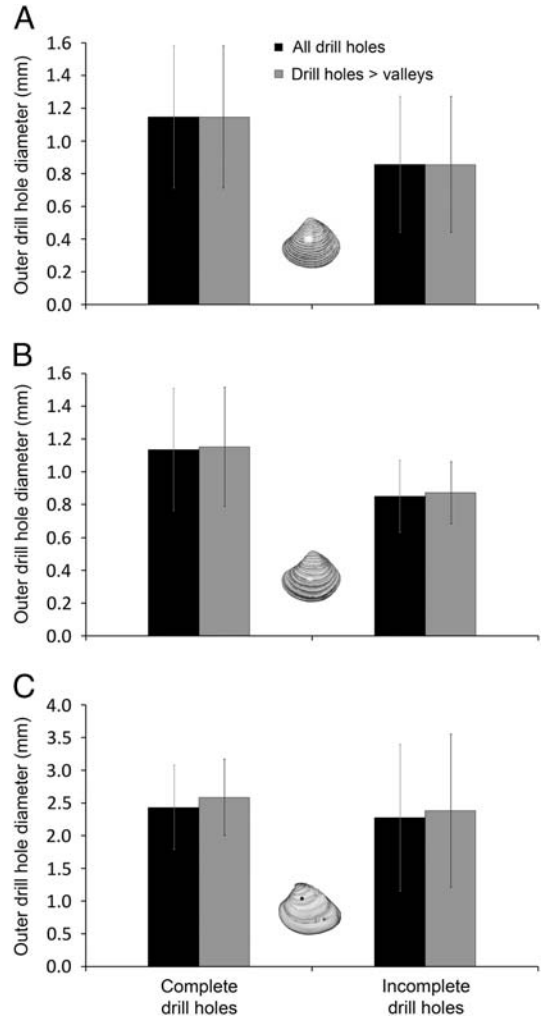 A
All drill holes
Drill holes > valleys
Outer drill hole diameter (mm)
1.6
1.4
1.2
1.0
0.8
0.6
0.4
0.2
0.0
B
Outer drill hole diameter (mm)
1.6
1.4
1.2
1.0
0.8
0.6
0.4
0.2
0.0
C
Outer drill hole diameter (mm)
4.0
3.5
3.0
2.5
2.0
1.5
1.0
0.5
0.0
Complete
drill holes
Incomplete
drill holes